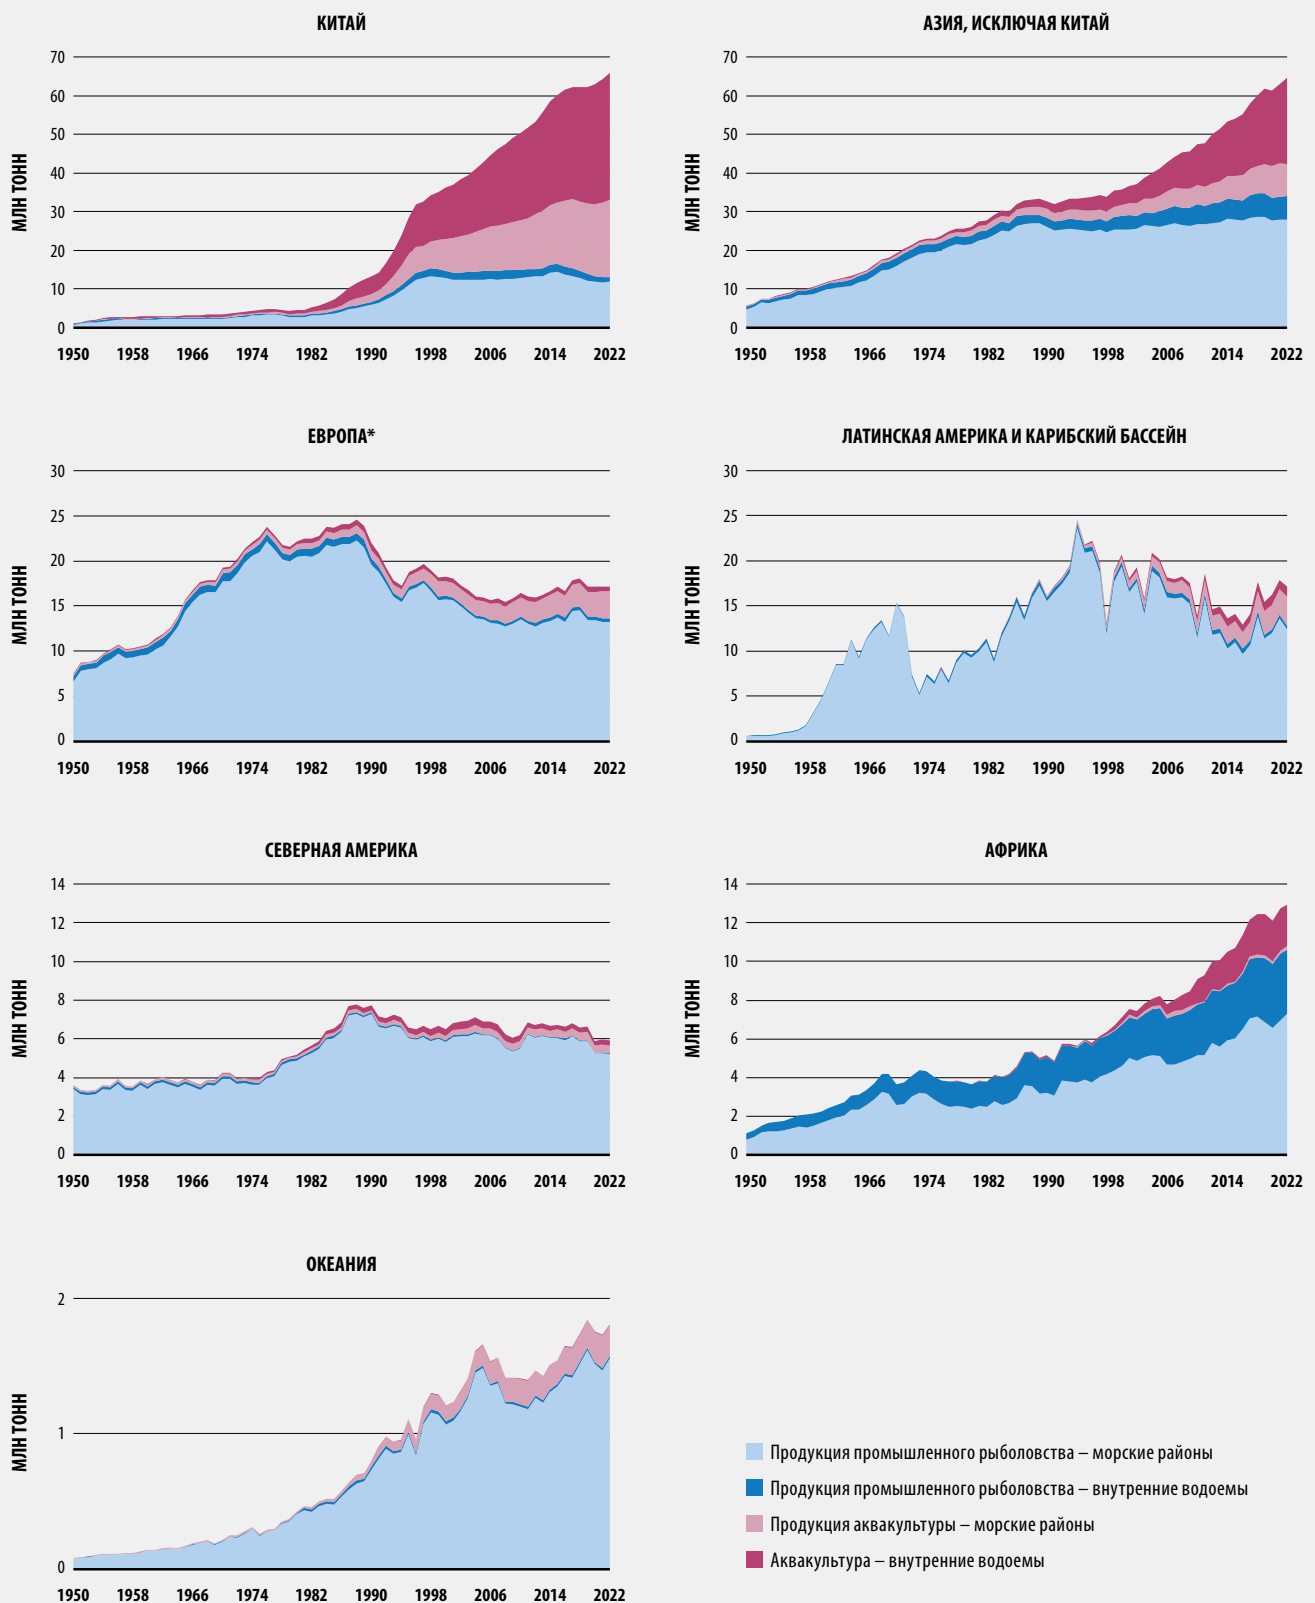 КИТАЙ
МЛН ТОНН
70
60
50
40
30
20
10
0
1950 1958 1966 1974 1982 1990 1998 2006 2014 2022
АЗИЯ, ИСКЛЮЧАЯ КИТАЙ
МЛН ТОНН
70
60
50
40
30
20
10
0
1950 1958 1966 1974 1982 1990 1998 2006 2014 2022
ЕВРОПА*
МЛН ТОНН
30
25
20
15
10
5
0
1950 1958 1966 1974 1982 1990 1998 2006 2014 2022
ЛАТИНСКАЯ АМЕРИКА И КАРИБСКИЙ БАССЕЙН
МЛН ТОНН
30
25
20
15
10
5
0
1950 1958 1966 1974 1982 1990 1998 2006 2014 2022
СЕВЕРНАЯ АМЕРИКА
МЛН ТОНН
14
12
10
8
6
4
2
0
1950 1958 1966 1974 1982 1990 1998 2006 2014 2022
АФРИКА
МЛН ТОНН
14
12
10
8
6
4
2
0
1950 1958 1966 1974 1982 1990 1998 2006 2014 2022
ОКЕАНИЯ
МЛН ТОНН
2
1
0
1950 1958 1966 1974 1982 1990 1998 2006 2014 2022
Продукция промышленного рыболовства – морские районы
Продукция промышленного рыболовства – внутренние водоемы
Продукция аквакультуры – морские районы
Аквакультура – внутренние водоемы